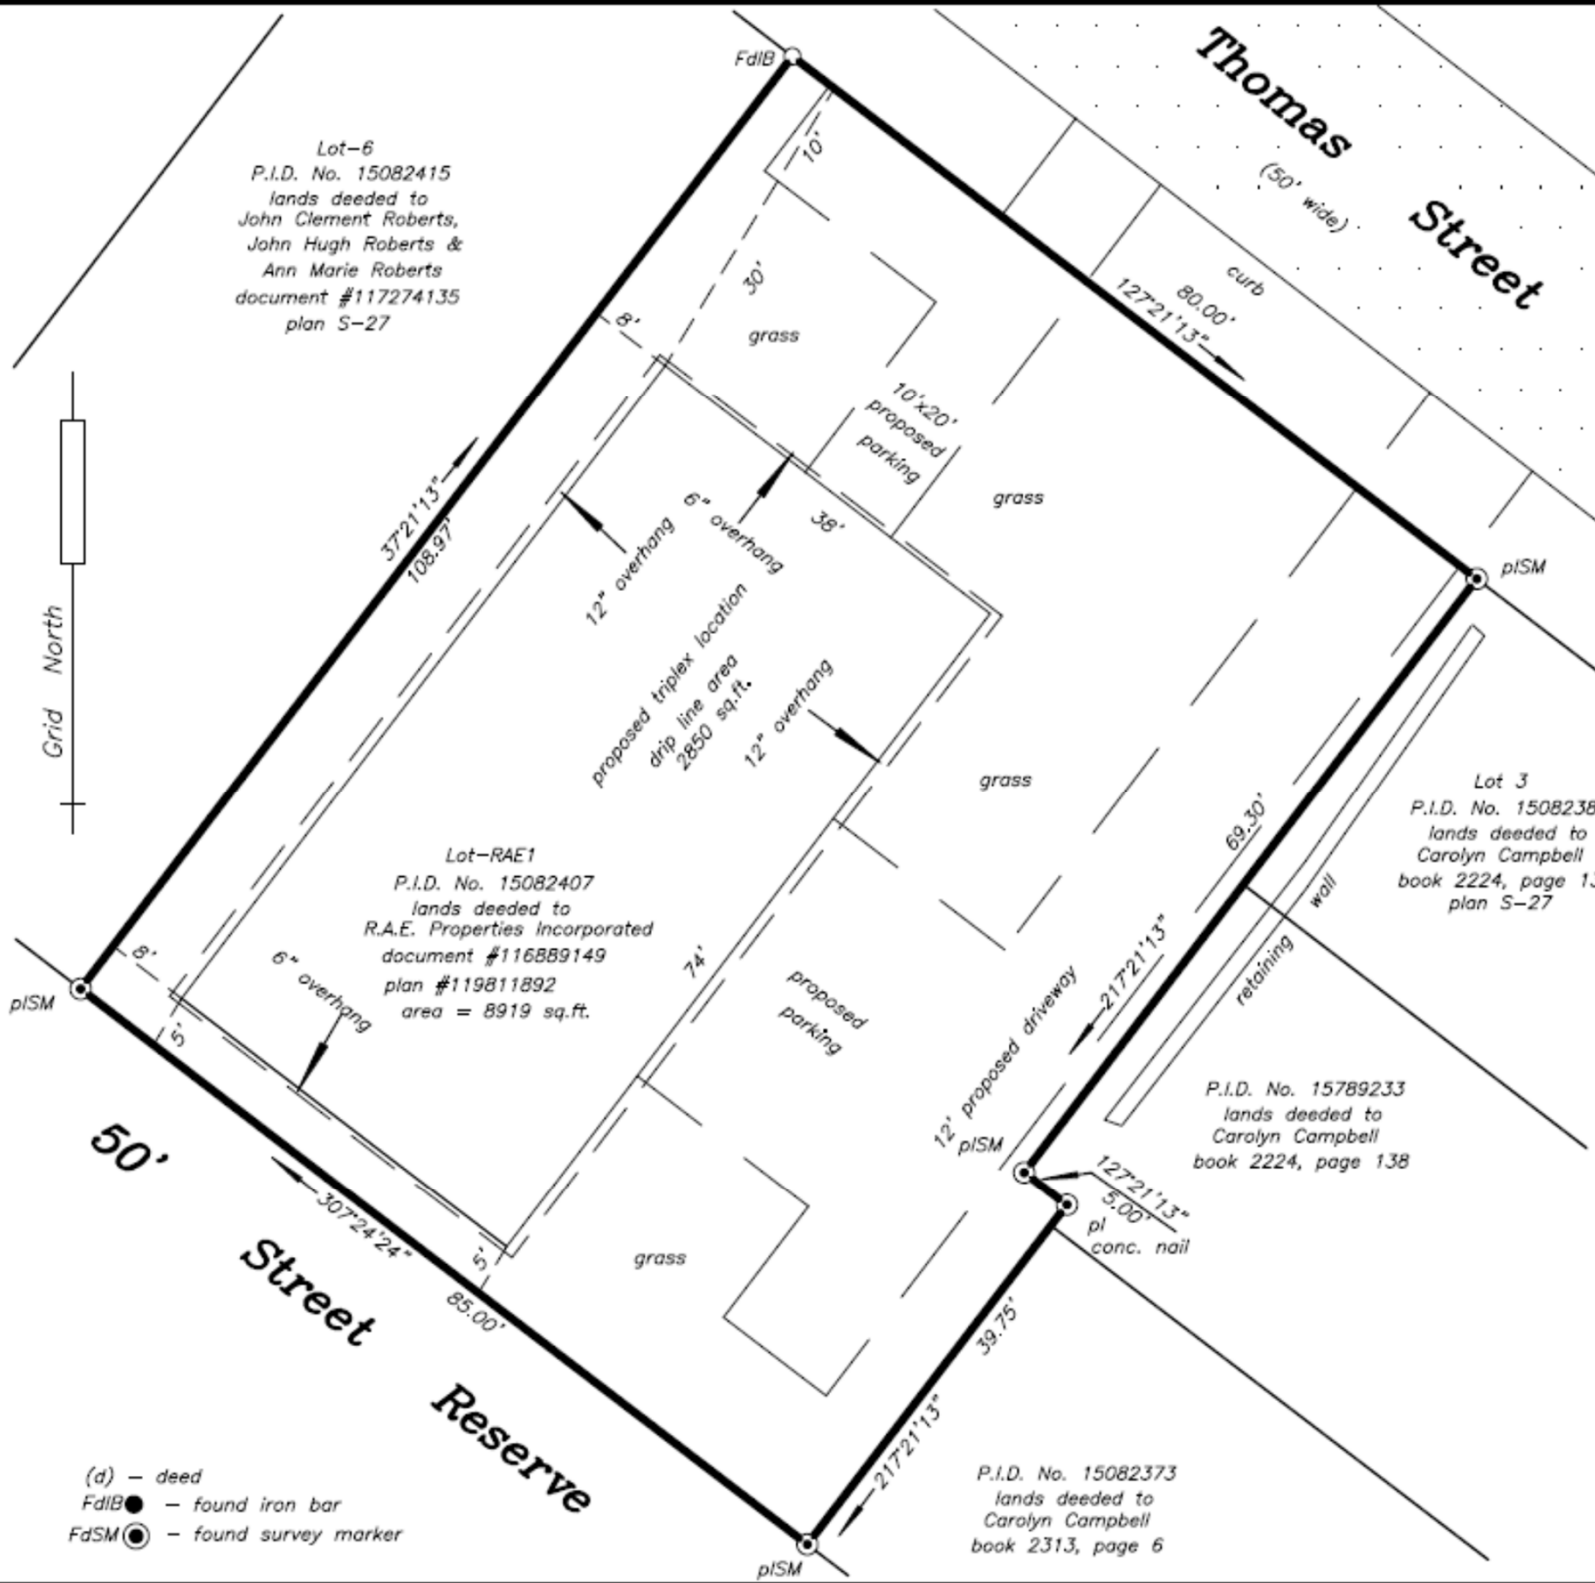 FdIB
Thomas
Street
(50' wide)
curb
Lot-6
P.I.D. No. 15082415
lands deeded to
John Clement Roberts,
John Hugh Roberts &
Ann Marie Roberts
document #117274135
plan S-27
10'
30'
8'
grass
127°21'13"
80.00'
10'x20'
proposed
parking
grass
37°21'13"
108.97'
6" overhang
38'
12" overhang
pISM
Grid North
proposed triplex location
drip line area
2850 sq.ft.
12" overhang
grass
69.30'
Lot 3
P.I.D. No. 1508238
lands deeded to
Carolyn Campbell
book 2224, page 13
plan S-27
wall
retaining
Lot-RAE1
P.I.D. No. 15082407
lands deeded to
R.A.E. Properties Incorporated
document #116889149
plan #119811892
area = 8919 sq.ft.
74'
8'
6" overhang
pISM
5'
proposed
parking
217°21'13"
12' proposed driveway
pISM
P.I.D. No. 15789233
lands deeded to
Carolyn Campbell
book 2224, page 138
127°21'13"
5.00'
pl
conc. nail
50'
Street
Reserve
307°24'24"
85.00'
5'
grass
39.75'
217°21'13"
(d) - deed
FdIB - found iron bar
FdSM - found survey marker
P.I.D. No. 15082373
lands deeded to
Carolyn Campbell
book 2313, page 6
pISM